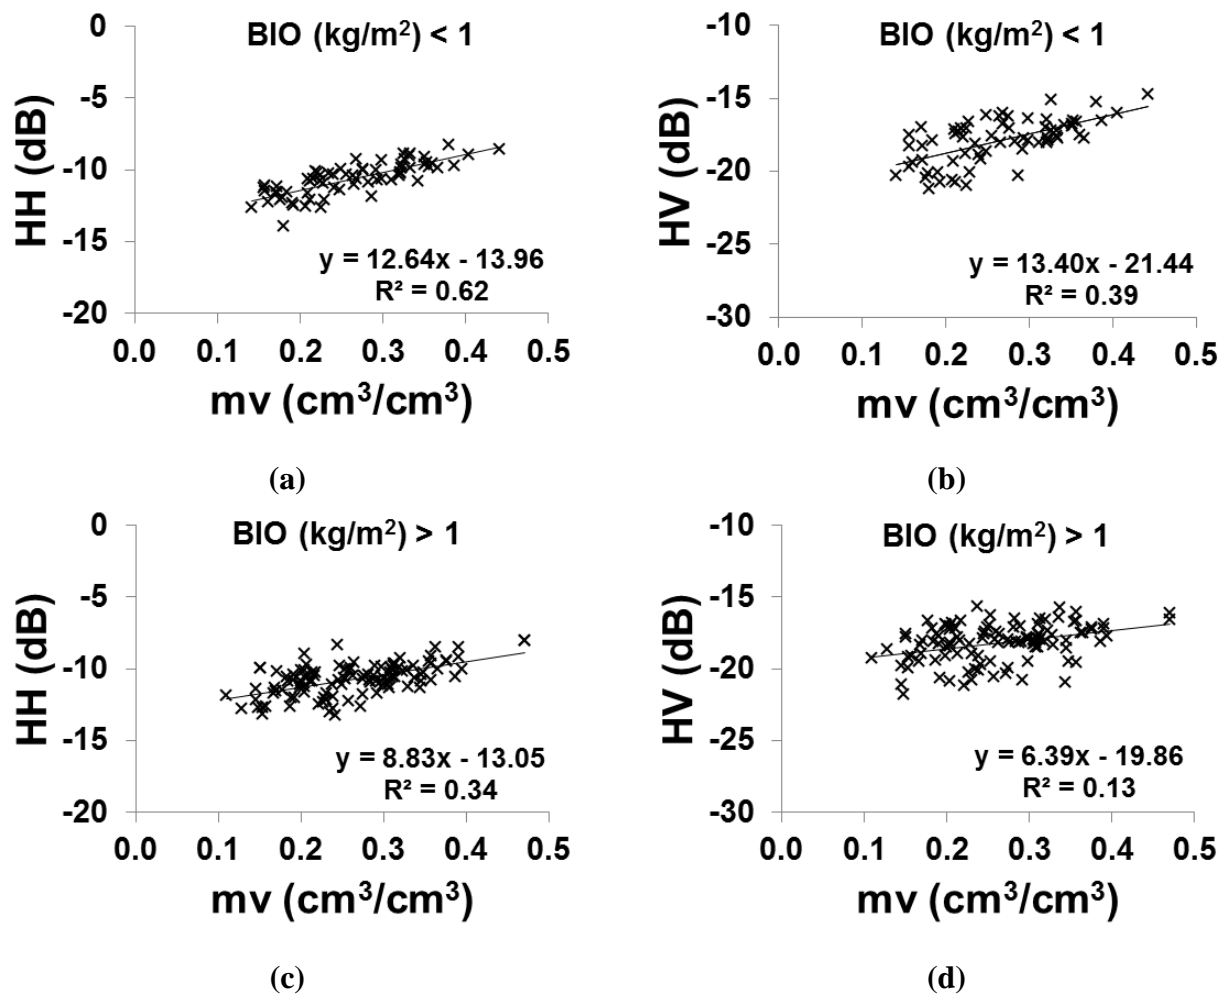 BIO (kg/m²) < 1
HH (dB)
0
-5
-10
-15
-20
y = 12.64x - 13.96
R² = 0.62
0.0 0.1 0.2 0.3 0.4 0.5
mv (cm³/cm³)
(a)
BIO (kg/m²) < 1
HV (dB)
-10
-15
-20
-25
-30
y = 13.40x - 21.44
R² = 0.39
0.0 0.1 0.2 0.3 0.4 0.5
mv (cm³/cm³)
(b)
BIO (kg/m²) > 1
HH (dB)
0
-5
-10
-15
-20
y = 8.83x - 13.05
R² = 0.34
0.0 0.1 0.2 0.3 0.4 0.5
mv (cm³/cm³)
(c)
BIO (kg/m²) > 1
HV (dB)
-10
-15
-20
-25
-30
y = 6.39x - 19.86
R² = 0.13
0.0 0.1 0.2 0.3 0.4 0.5
mv (cm³/cm³)
(d)